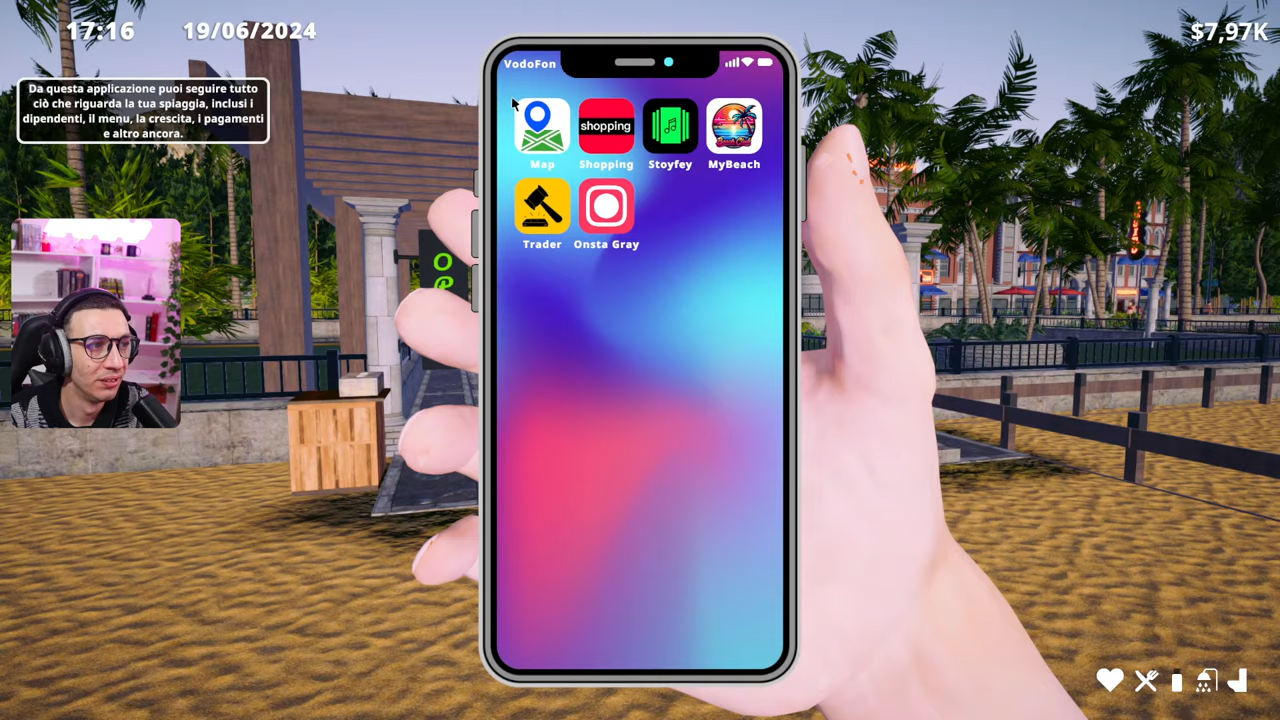 17:16
19/06/2024
$7,97K
Da questa applicazione puoi seguire tutto
ciò che riguarda la tua spiaggia, inclusi i
dipendenti, il menu, la crescita, i pagamenti
e altro ancora.
VodoFon
shopping
Map
Shopping
Stoyfey
MyBeach
Trader
Onsta Gray